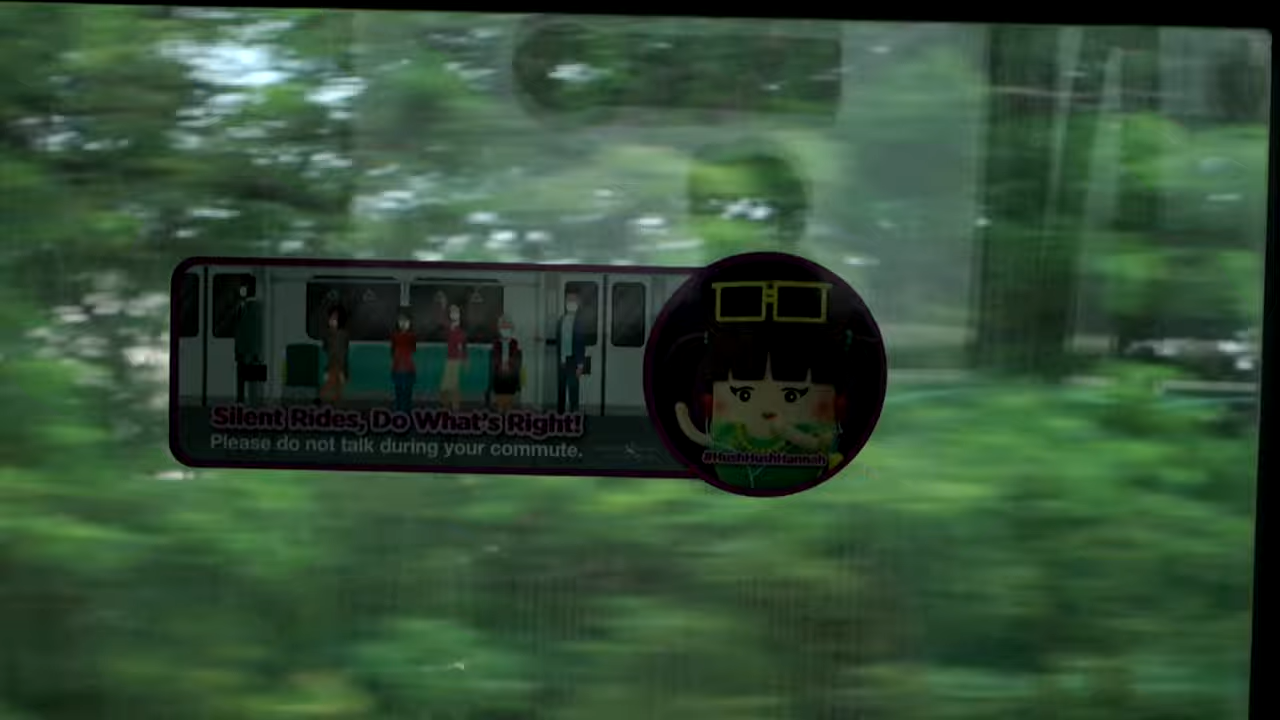 Silent Rides, Do What's Right!
Please do not talk during your commute.
#HushHushHannah